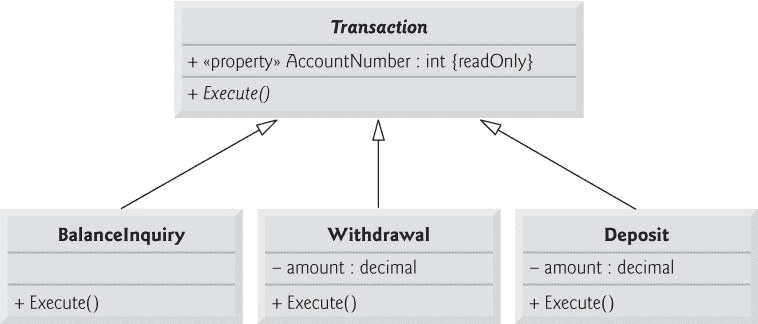 Transaction
+ «property» AccountNumber : int {readOnly}
+ Execute()
BalanceInquiry
+ Execute()
Withdrawal
– amount : decimal
+ Execute()
Deposit
– amount : decimal
+ Execute()